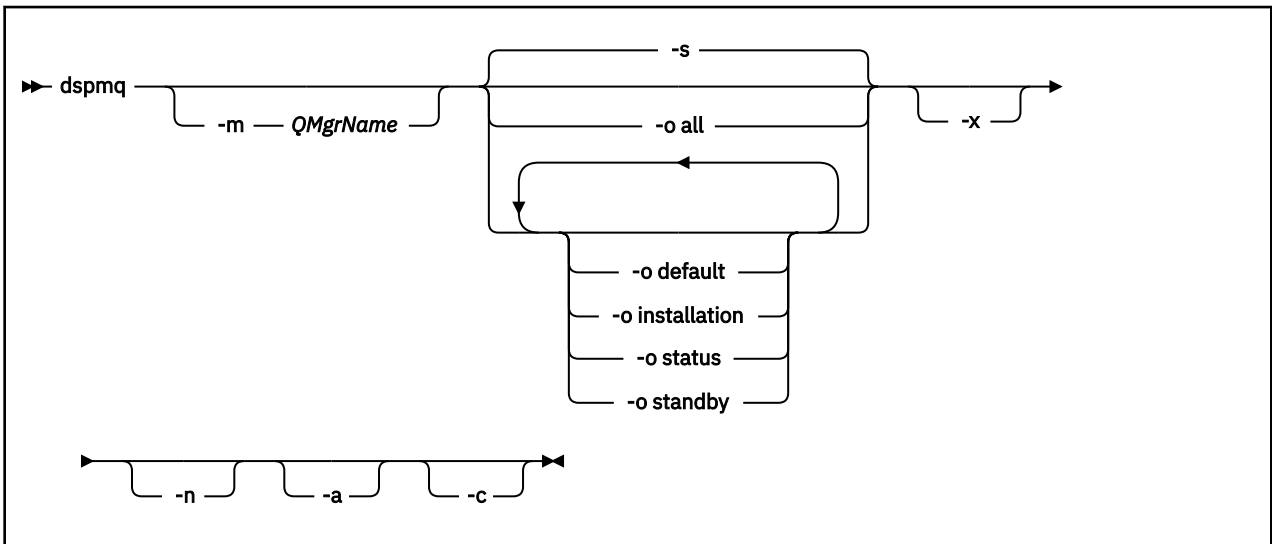 -s
dspmq
-m QMgrName
-o all
-x
-o default
-o installation
-o status
-o standby
-n -a -c